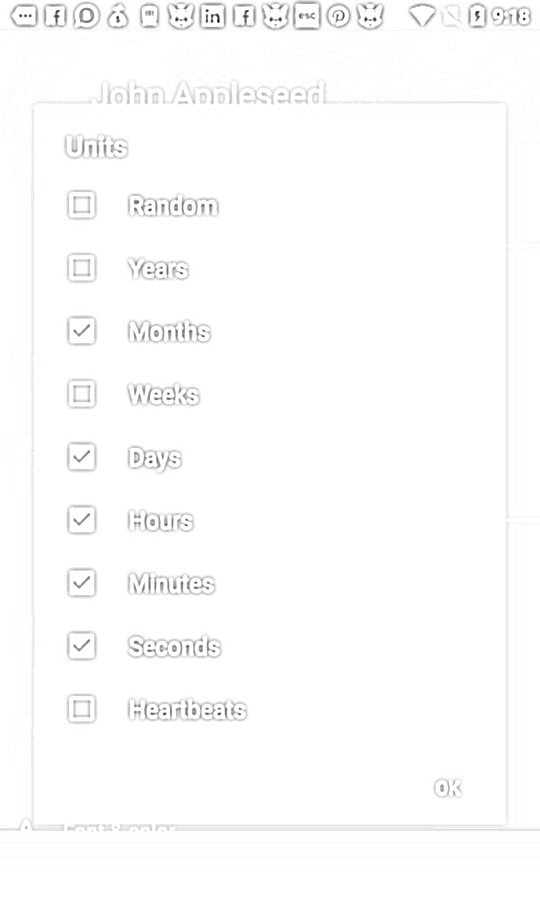 9:18
John Appleseed
Units
Random
Years
Months
Weeks
Days
Hours
Minutes
Seconds
Heartbeats
OK
A Font & color